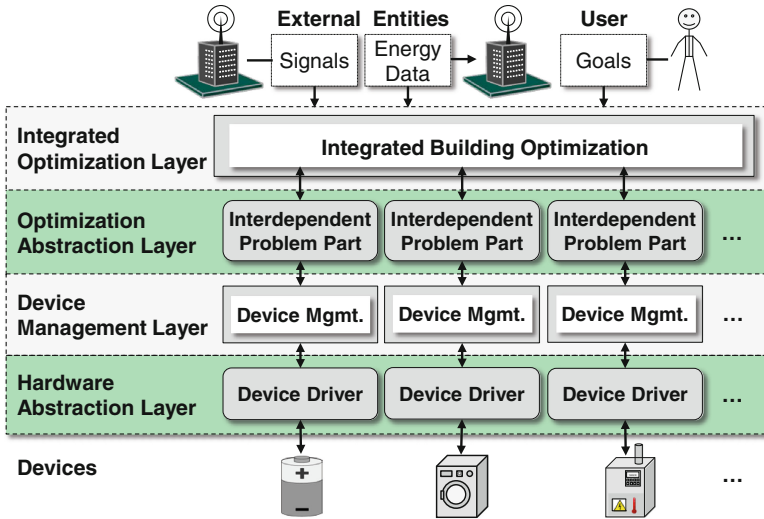 External Entities User
Signals
Energy
Data
Goals
Integrated
Optimization Layer
Integrated Building Optimization
Optimization
Abstraction Layer
Interdependent
Problem Part
Interdependent
Problem Part
Interdependent
Problem Part
...
Device
Management Layer
Device Mgmt.
Device Mgmt.
Device Mgmt.
...
Hardware
Abstraction Layer
Device Driver
Device Driver
Device Driver
...
Devices
+
−
...